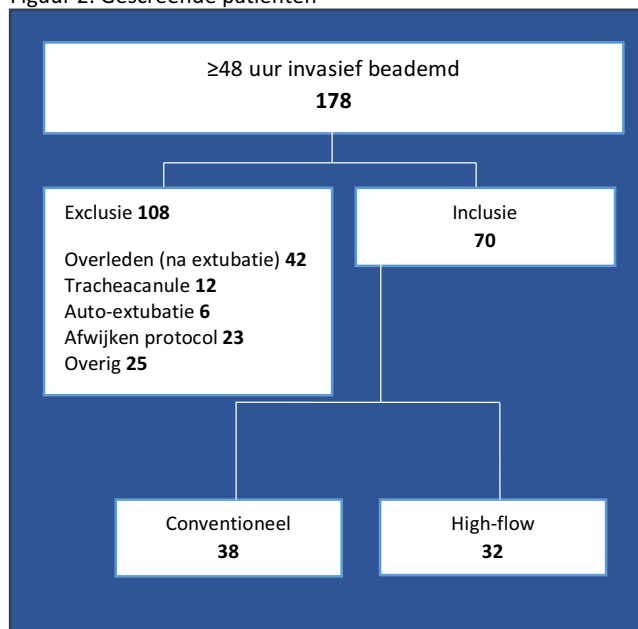 Figuur 2. Gescreende patiënten
≥48 uur invasief beademd
178
Exclusie 108
Overleden (na extubatie) 42
Tracheacanule 12
Auto-extubatie 6
Afwijken protocol 23
Overig 25
Inclusie
70
Conventioneel
38
High-flow
32